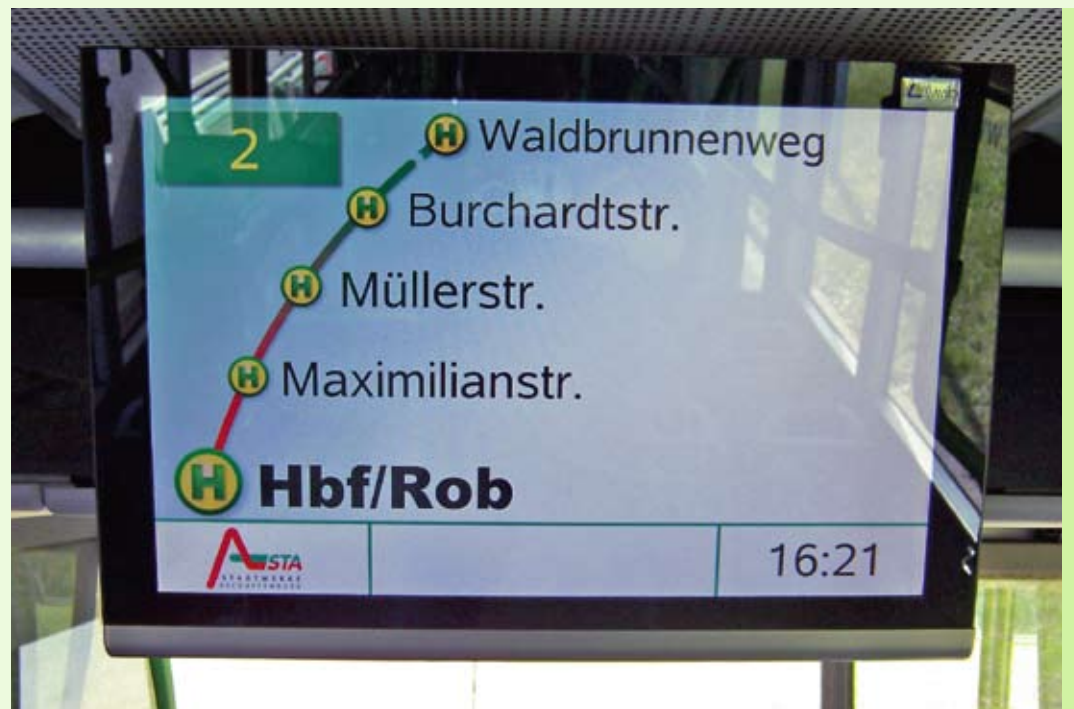 2
H Waldbrunnenweg
H Burchardtstr.
H Müllerstr.
H Maximilianstr.
H Hbf/Rob
STA
16:21